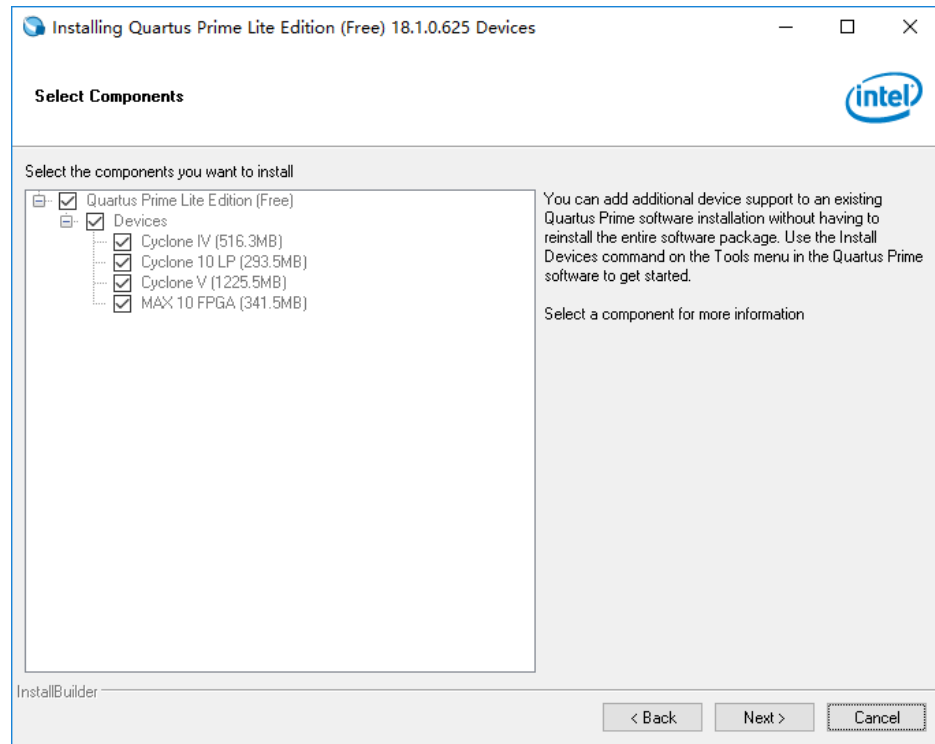 Installing Quartus Prime Lite Edition (Free) 18.1.0.625 Devices
Select Components
intel
Select the components you want to install
Quartus Prime Lite Edition (Free)
Devices
Cyclone IV (516.3MB)
Cyclone 10 LP (293.5MB)
Cyclone V (1225.5MB)
MAX 10 FPGA (341.5MB)
You can add additional device support to an existing
Quartus Prime software installation without having to
reinstall the entire software package. Use the Install
Devices command on the Tools menu in the Quartus Prime
software to get started.
Select a component for more information
InstallBuilder
< Back
Next >
Cancel